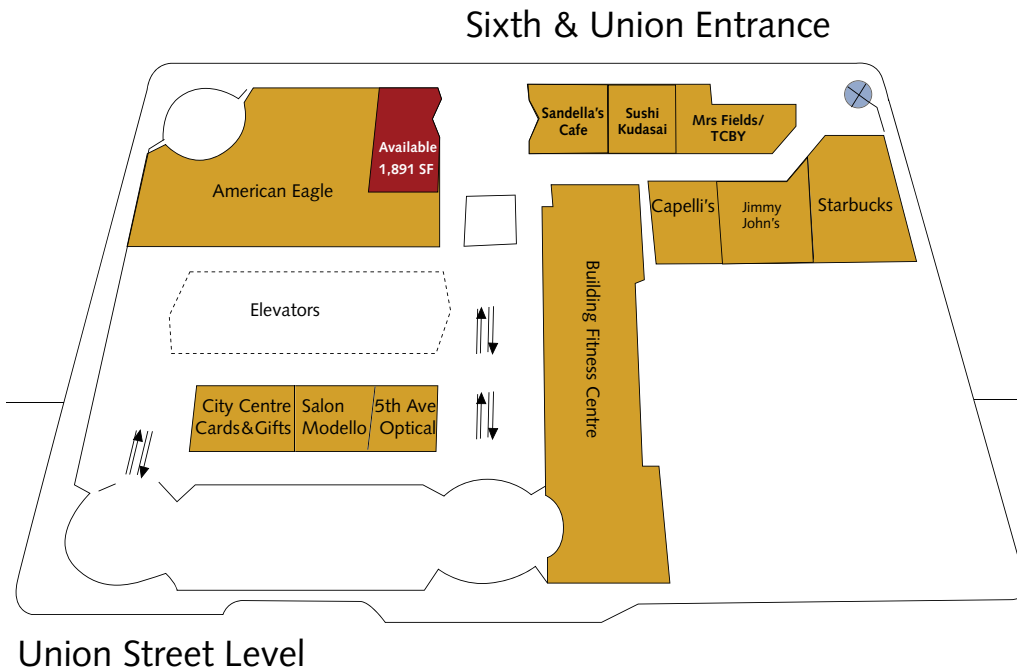 Sixth & Union Entrance
Sandella's
Cafe
Sushi
Kudasai
Mrs Fields/
TCBY
Available
1,891 SF
American Eagle
Capelli's
Jimmy
John's
Starbucks
Building Fitness Centre
Elevators
City Centre
Cards&Gifts
Salon
Modello
5th Ave
Optical
Union Street Level